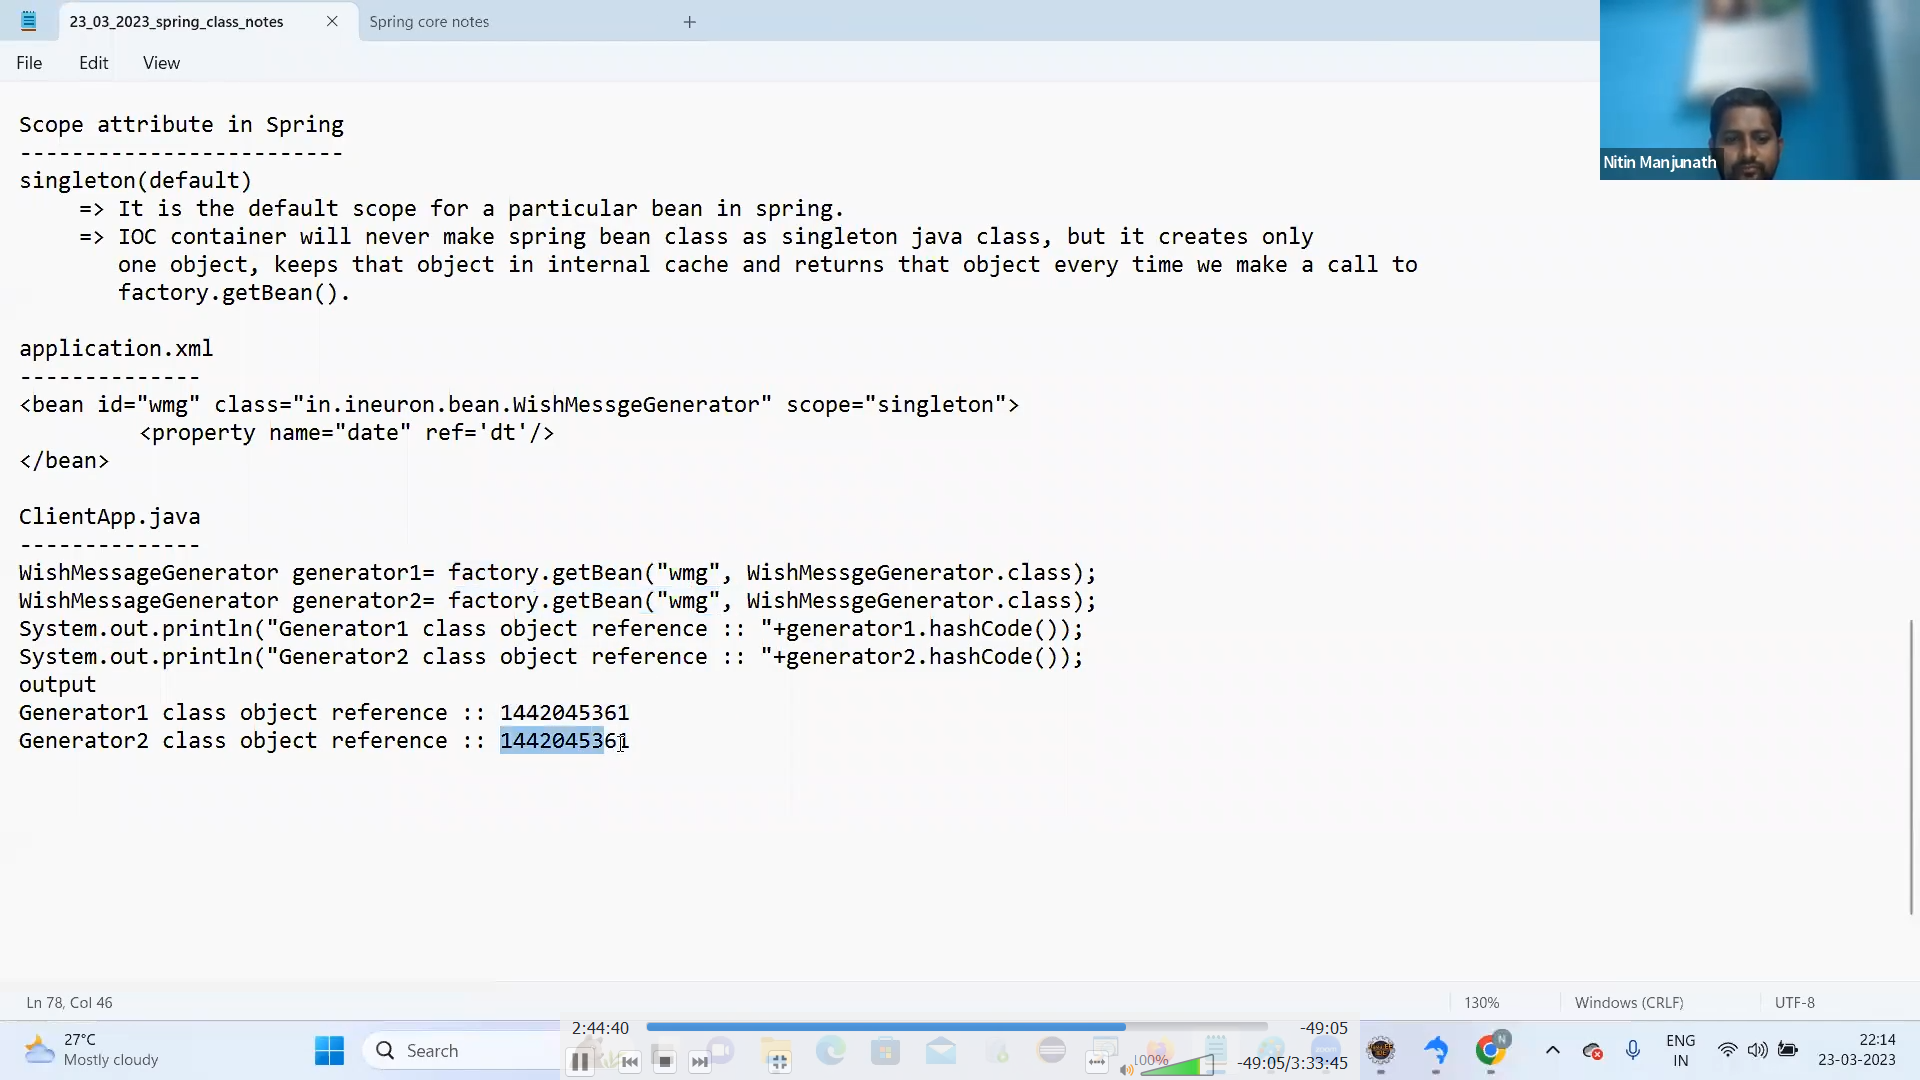 23_03_2023_spring_class_notes
Spring core notes
File Edit View
Nitin Manjunath
Scope attribute in Spring
-------------------------
singleton(default)
=> It is the default scope for a particular bean in spring.
=> IOC container will never make spring bean class as singleton java class, but it creates only
one object, keeps that object in internal cache and returns that object every time we make a call to
factory.getBean().
application.xml
--------------
<bean id="wmg" class="in.ineuron.bean.WishMessgeGenerator" scope="singleton">
<property name="date" ref='dt'/>
</bean>
ClientApp.java
--------------
WishMessageGenerator generator1= factory.getBean("wmg", WishMessgeGenerator.class);
WishMessageGenerator generator2= factory.getBean("wmg", WishMessgeGenerator.class);
System.out.println("Generator1 class object reference :: "+generator1.hashCode());
System.out.println("Generator2 class object reference :: "+generator2.hashCode());
output
Generator1 class object reference :: 1442045361
Generator2 class object reference :: 1442045361
Ln 78, Col 46
130%
Windows (CRLF)
UTF-8
27°C
Mostly cloudy
Search
2:44:40
-49:05
100%
-49:05/3:33:45
ENG
IN
22:14
23-03-2023